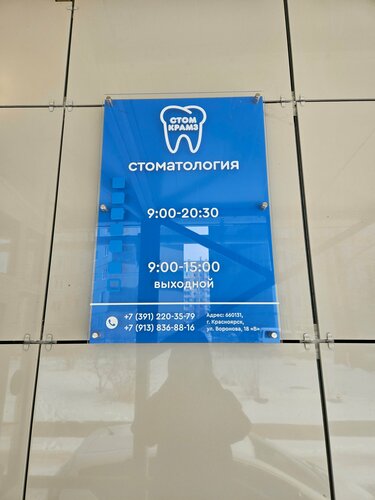 СТОМ
КРАМЗ
СТОМАТОЛОГИЯ
9:00-20:30
9:00-15:00
ВЫХОДНОЙ
+7 (391) 220-35-79
+7 (913) 836-88-16
Адрес: 660131,
г. Красноярск,
ул. Воронова, 18 «В»